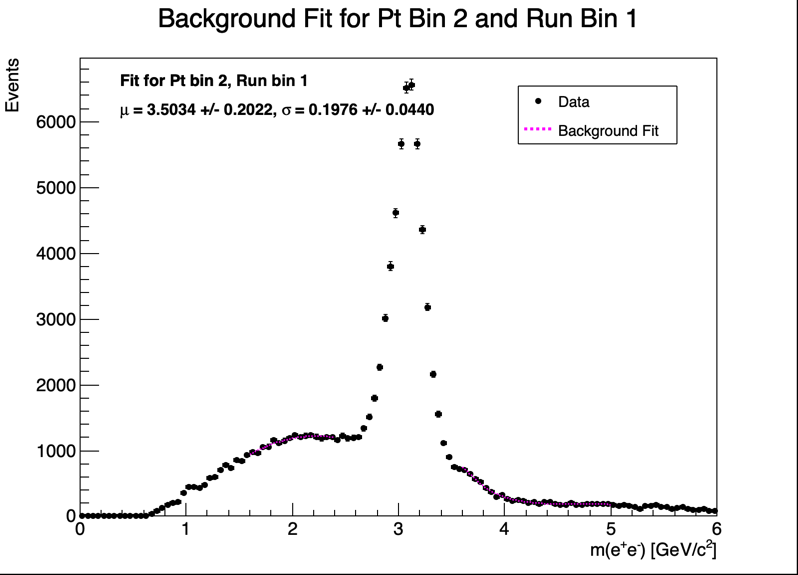 Background Fit for Pt Bin 2 and Run Bin 1
Events
Fit for Pt bin 2, Run bin 1
μ = 3.5034 +/- 0.2022, σ = 0.1976 +/- 0.0440
Data
Background Fit
6000
5000
4000
3000
2000
1000
0
0 1 2 3 4 5 6
m(e⁺e⁻) [GeV/c²]